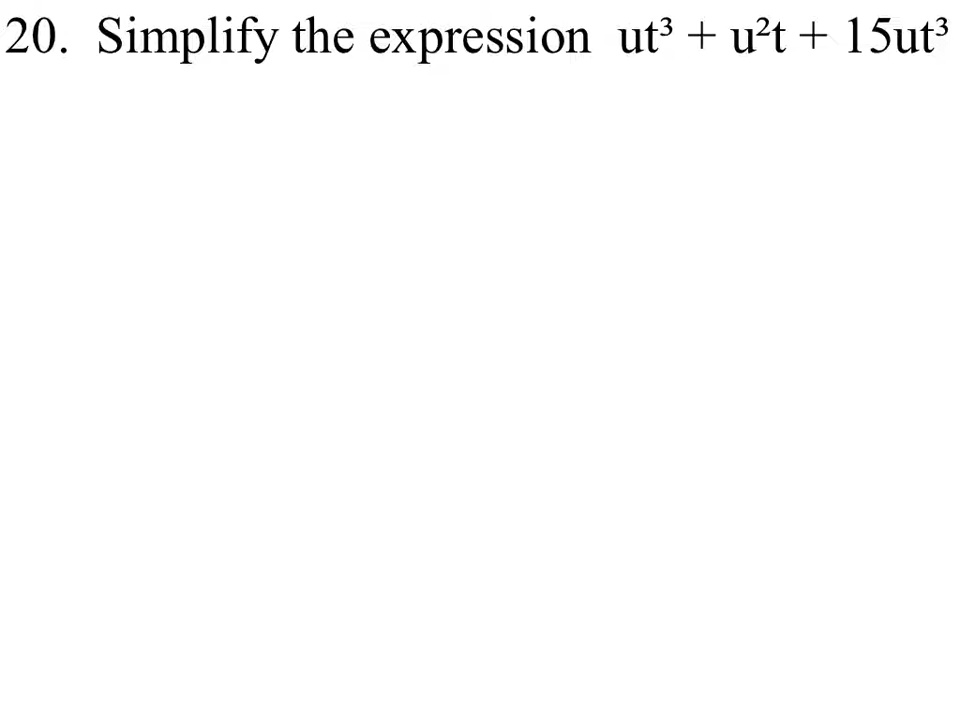 20.  Simplify the expression  ut³ + u²t + 15ut³